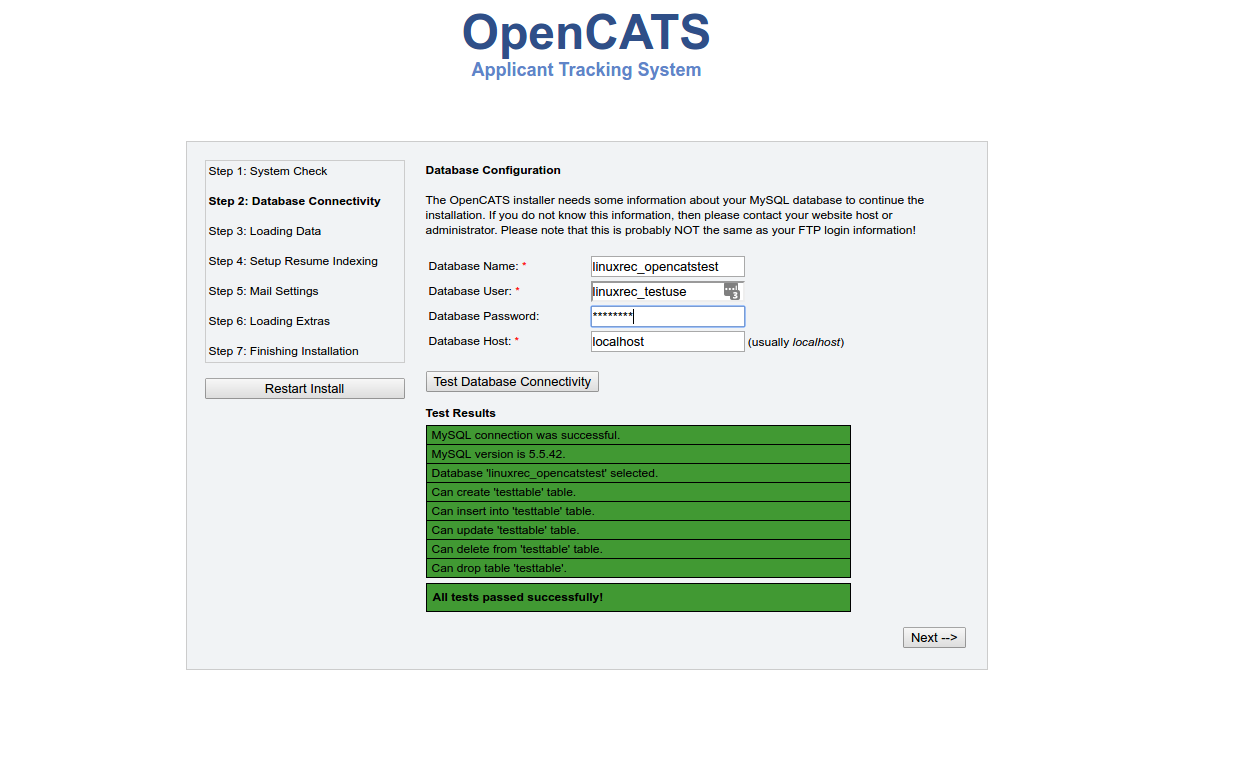 OpenCATS
Applicant Tracking System
Step 1: System Check
Step 2: Database Connectivity
Step 3: Loading Data
Step 4: Setup Resume Indexing
Step 5: Mail Settings
Step 6: Loading Extras
Step 7: Finishing Installation
Restart Install
Database Configuration
The OpenCATS installer needs some information about your MySQL database to continue the
installation. If you do not know this information, then please contact your website host or
administrator. Please note that this is probably NOT the same as your FTP login information!
Database Name: * linuxrec_opencatstest
Database User: * linuxrec_testuse 3
Database Password: ********
Database Host: * localhost (usually localhost)
Test Database Connectivity
Test Results
MySQL connection was successful.
MySQL version is 5.5.42.
Database 'linuxrec_opencatstest' selected.
Can create 'testtable' table.
Can insert into 'testtable' table.
Can update 'testtable' table.
Can delete from 'testtable' table.
Can drop table 'testtable'.
All tests passed successfully!
Next -->